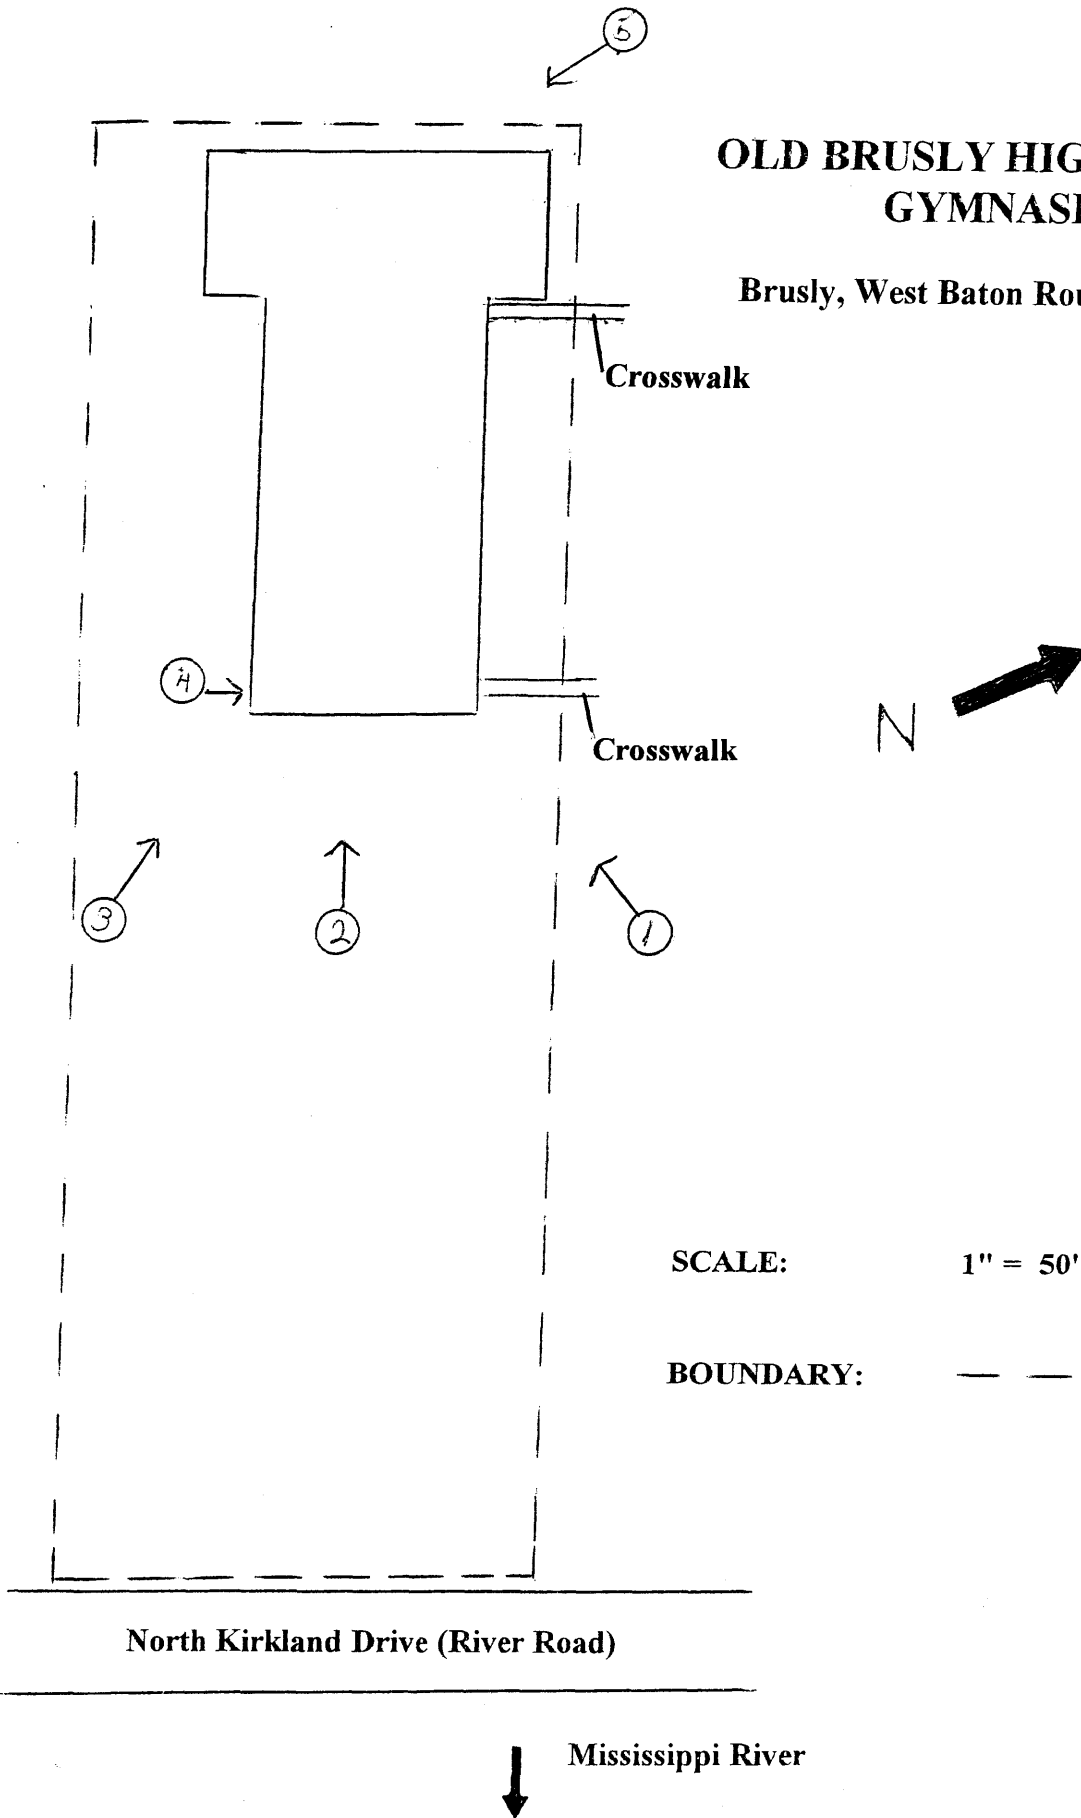 5
OLD BRUSLY HIG
GYMNASI
Brusly, West Baton Rou
Crosswalk
4
N
Crosswalk
3
2
1
SCALE: 1" = 50'
BOUNDARY: — —
North Kirkland Drive (River Road)
Mississippi River